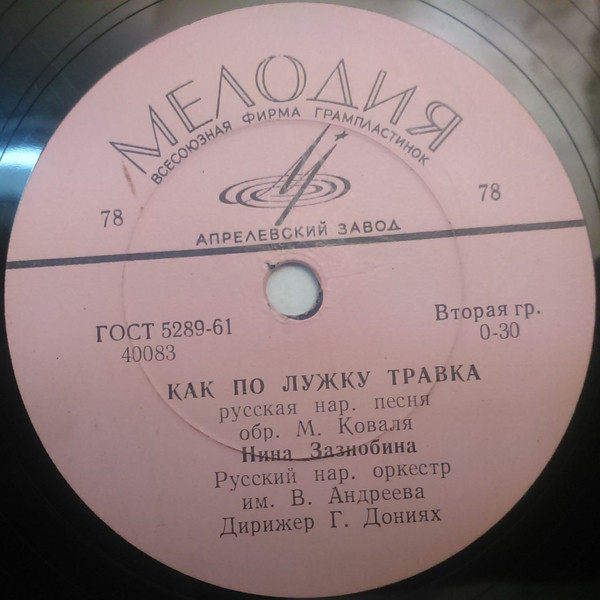 МЕЛОДИЯ
ВСЕСОЮЗНАЯ ФИРМА ГРАМПЛАСТИНОК
78
78
АПРЕЛЕВСКИЙ ЗАВОД
ГОСТ 5289-61
40083
Вторая гр.
0-30
КАК ПО ЛУЖКУ ТРАВКА
русская нар. песня
обр. М. Коваля
Нина Зазнобина
Русский нар. оркестр
им. В. Андреева
Дирижер Г. Дониях